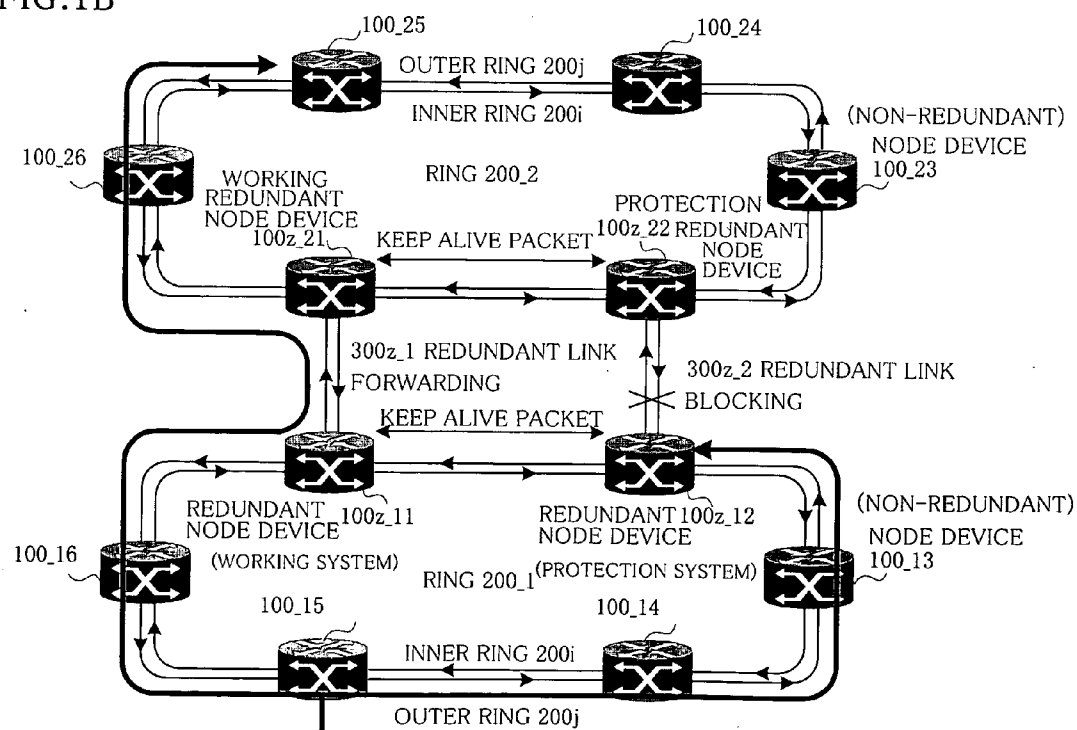 FIG.1B
100_25
100_24
OUTER RING 200j
INNER RING 200i
(NON-REDUNDANT)
NODE DEVICE
100_23
100_26
RING 200_2
WORKING
REDUNDANT
NODE DEVICE
100z_21
PROTECTION
100z_22 REDUNDANT
NODE
DEVICE
KEEP ALIVE PACKET
300z_1 REDUNDANT LINK
FORWARDING
300z_2 REDUNDANT LINK
BLOCKING
KEEP ALIVE PACKET
REDUNDANT
NODE DEVICE
100z_11
(WORKING SYSTEM)
REDUNDANT
NODE DEVICE
100z_12
(PROTECTION SYSTEM)
(NON-REDUNDANT)
NODE DEVICE
100_13
100_16
RING 200_1
100_15
100_14
INNER RING 200i
OUTER RING 200j